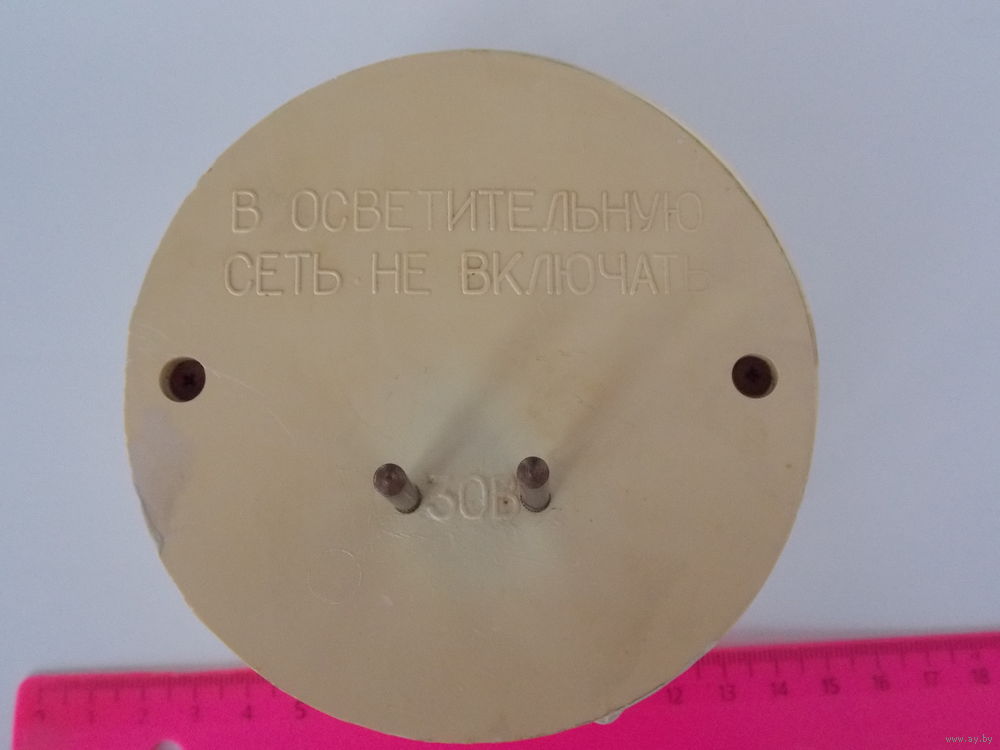 В ОСВЕТИТЕЛЬНУЮ
СЕТЬ НЕ ВКЛЮЧАТЬ
30В
0 1 2 3 4 5 12 13 14 15 16 17 18
www.ay.by